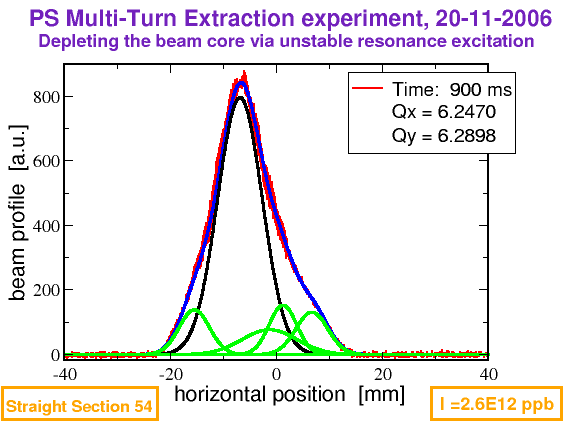 PS Multi-Turn Extraction experiment, 20-11-2006
Depleting the beam core via unstable resonance excitation
Time: 900 ms
Qx = 6.2470
Qy = 6.2898
beam profile [a.u.]
800
600
400
200
0
-40 -20 0 20 40
horizontal position [mm]
Straight Section 54
I =2.6E12 ppb